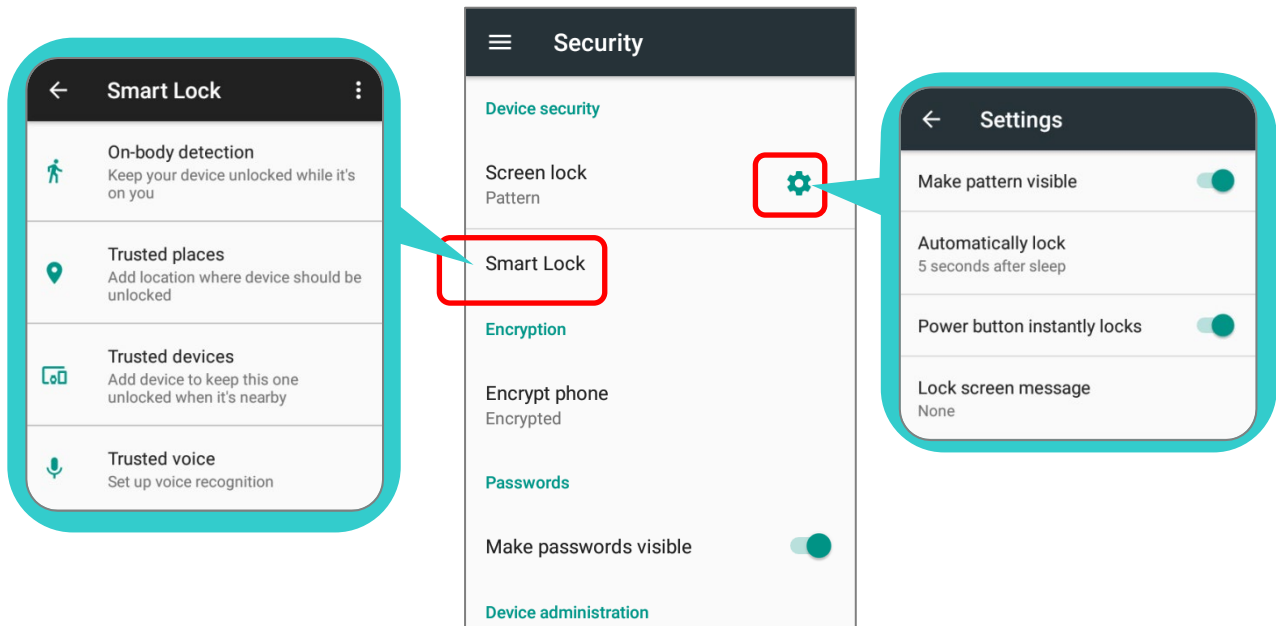 Smart Lock
On-body detection
Keep your device unlocked while it's
on you
Trusted places
Add location where device should be
unlocked
Trusted devices
Add device to keep this one
unlocked when it's nearby
Trusted voice
Set up voice recognition
Security
Device security
Screen lock
Pattern
Smart Lock
Encryption
Encrypt phone
Encrypted
Passwords
Make passwords visible
Device administration
Settings
Make pattern visible
Automatically lock
5 seconds after sleep
Power button instantly locks
Lock screen message
None